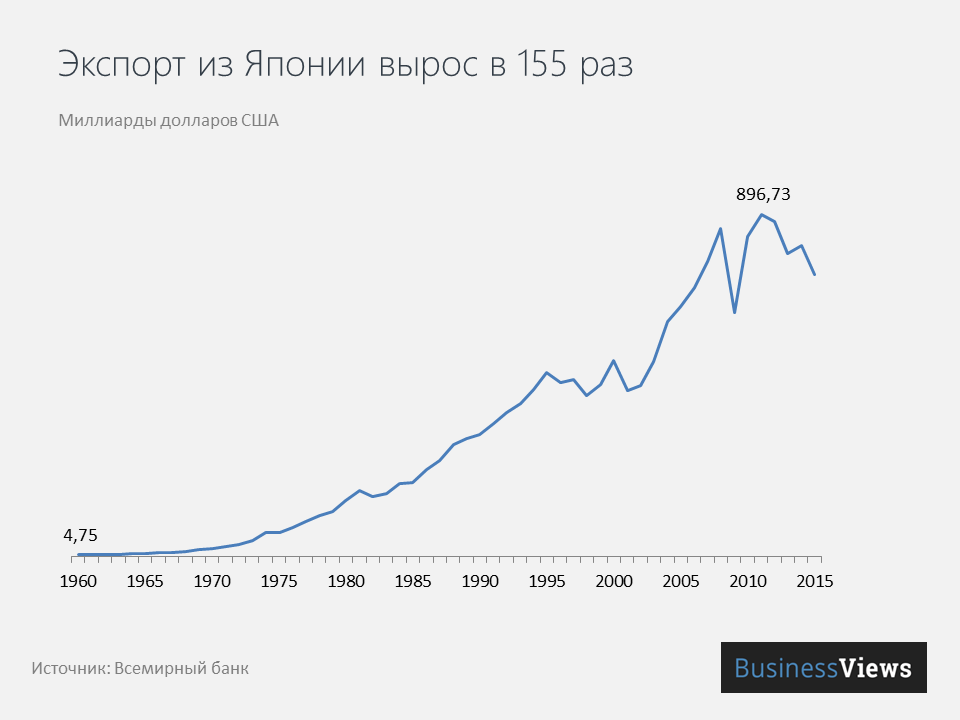 Экспорт из Японии вырос в 155 раз
Миллиарды долларов США
896,73
4,75
1960 1965 1970 1975 1980 1985 1990 1995 2000 2005 2010 2015
Источник: Всемирный банк
BusinessViews